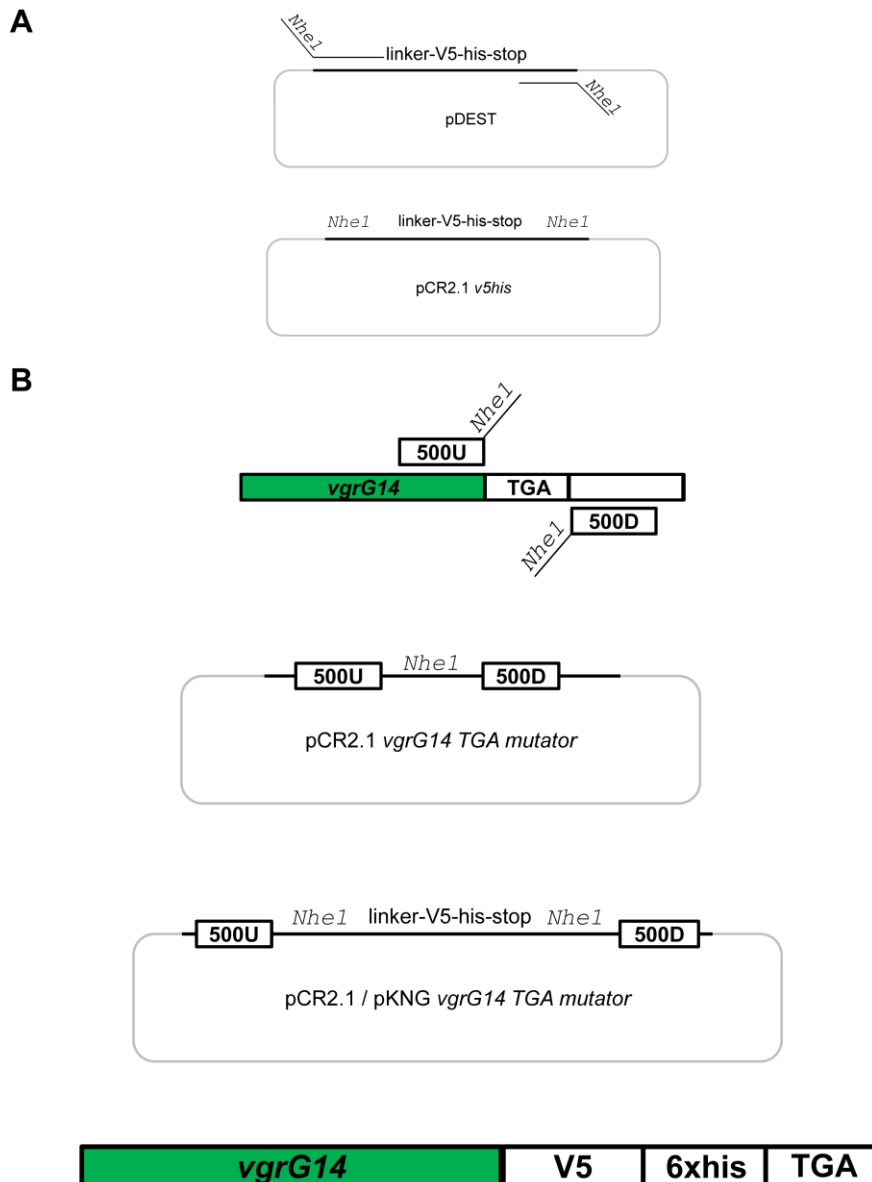 A
Nhe1 linker-V5-his-stop
Nhe1
pDEST
Nhe1 linker-V5-his-stop Nhe1
pCR2.1 v5his
B
Nhe1
500U
vgrG14 TGA
Nhe1 500D
500U Nhe1 500D
pCR2.1 vgrG14 TGA mutator
500U Nhe1 linker-V5-his-stop Nhe1 500D
pCR2.1 / pKNG vgrG14 TGA mutator
vgrG14 V5 6xhis TGA